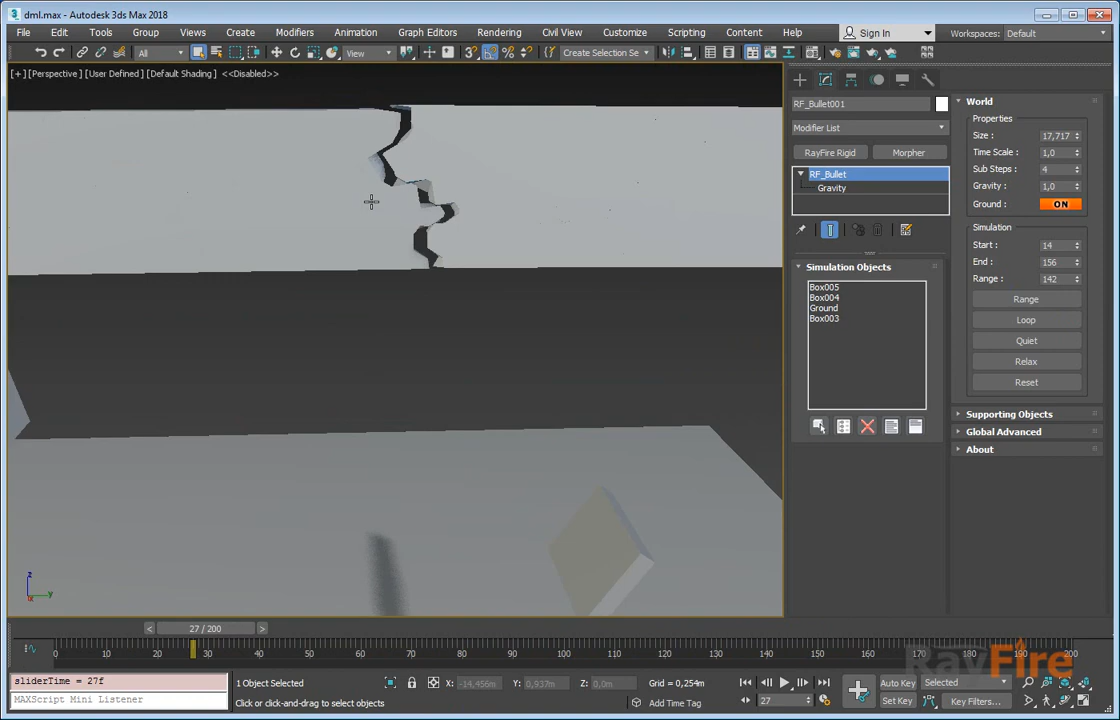 dml.max - Autodesk 3ds Max 2018
File Edit Tools Group Views Create Modifiers Animation Graph Editors Rendering Civil View Customize Scripting Content Help Sign In Workspaces: Default
All View Create Selection Se
[+] [Perspective] [User Defined] [Default Shading] <<Disabled>>
RF_Bullet001
Modifier List
RayFire Rigid Morpher
RF_Bullet
Gravity
Simulation Objects
Box005
Box004
Ground
Box003
World
Properties
Size : 17,717
Time Scale : 1,0
Sub Steps : 4
Gravity : 1,0
Ground : ON
Simulation
Start : 14
End : 156
Range : 142
Range
Loop
Quiet
Relax
Reset
Supporting Objects
Global Advanced
About
z
y
x
< 27 / 200 >
0 10 20 30 40 50 60 70 80 90 100 110 120 130 140 150 160 170 180 190 200
RayFire
sliderTime = 27f
MAXScript Mini Listener
1 Object Selected
Click or click-and-drag to select objects
X: -14,456m Y: 0,937m Z: 0,0m Grid = 0,254m
Add Time Tag
27
Auto Key Selected
Set Key Key Filters...